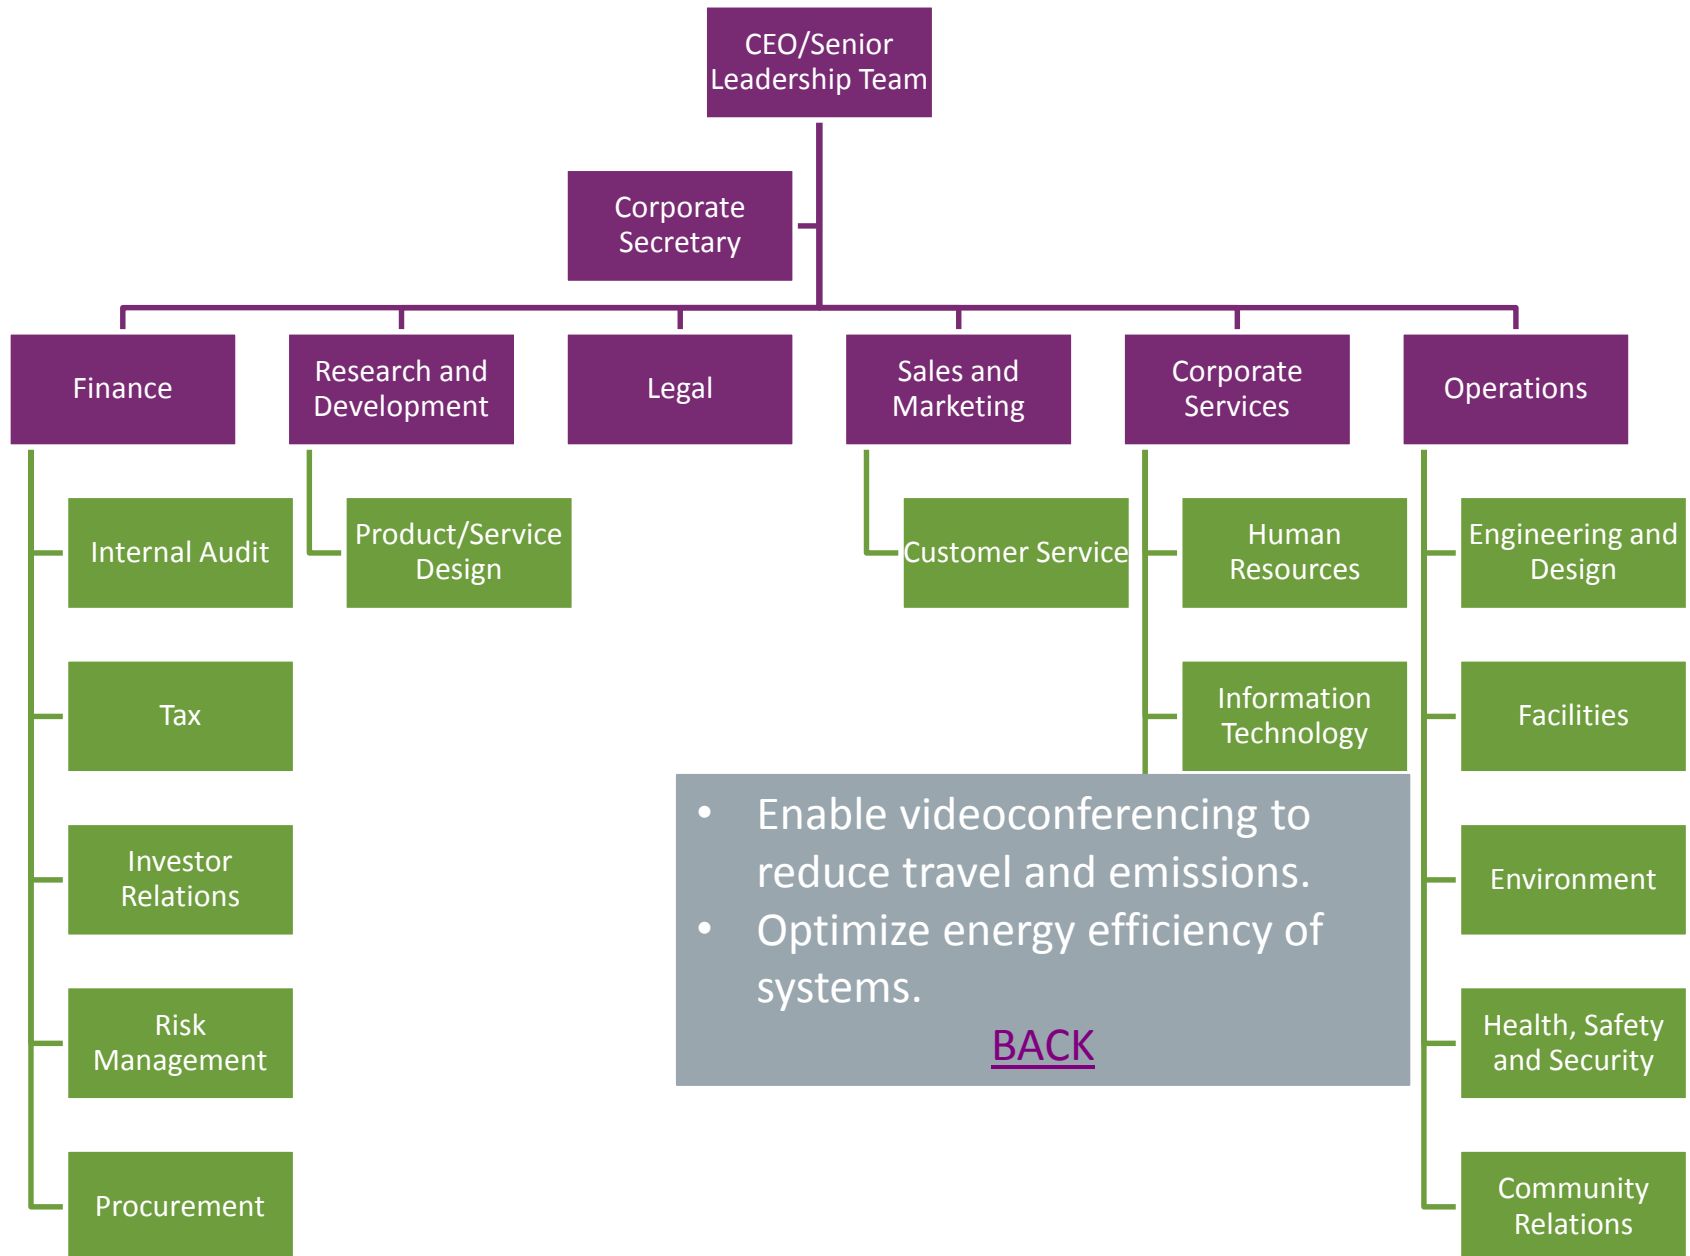 CEO/Senior
Leadership Team
Corporate
Secretary
Finance
Research and
Development
Legal
Sales and
Marketing
Corporate
Services
Operations
Internal Audit
Product/Service
Design
Customer Service
Human
Resources
Engineering and
Design
Tax
Information
Technology
Facilities
• Enable videoconferencing to
reduce travel and emissions.
• Optimize energy efficiency of
systems.
BACK
Investor
Relations
Environment
Risk
Management
Health, Safety
and Security
Procurement
Community
Relations